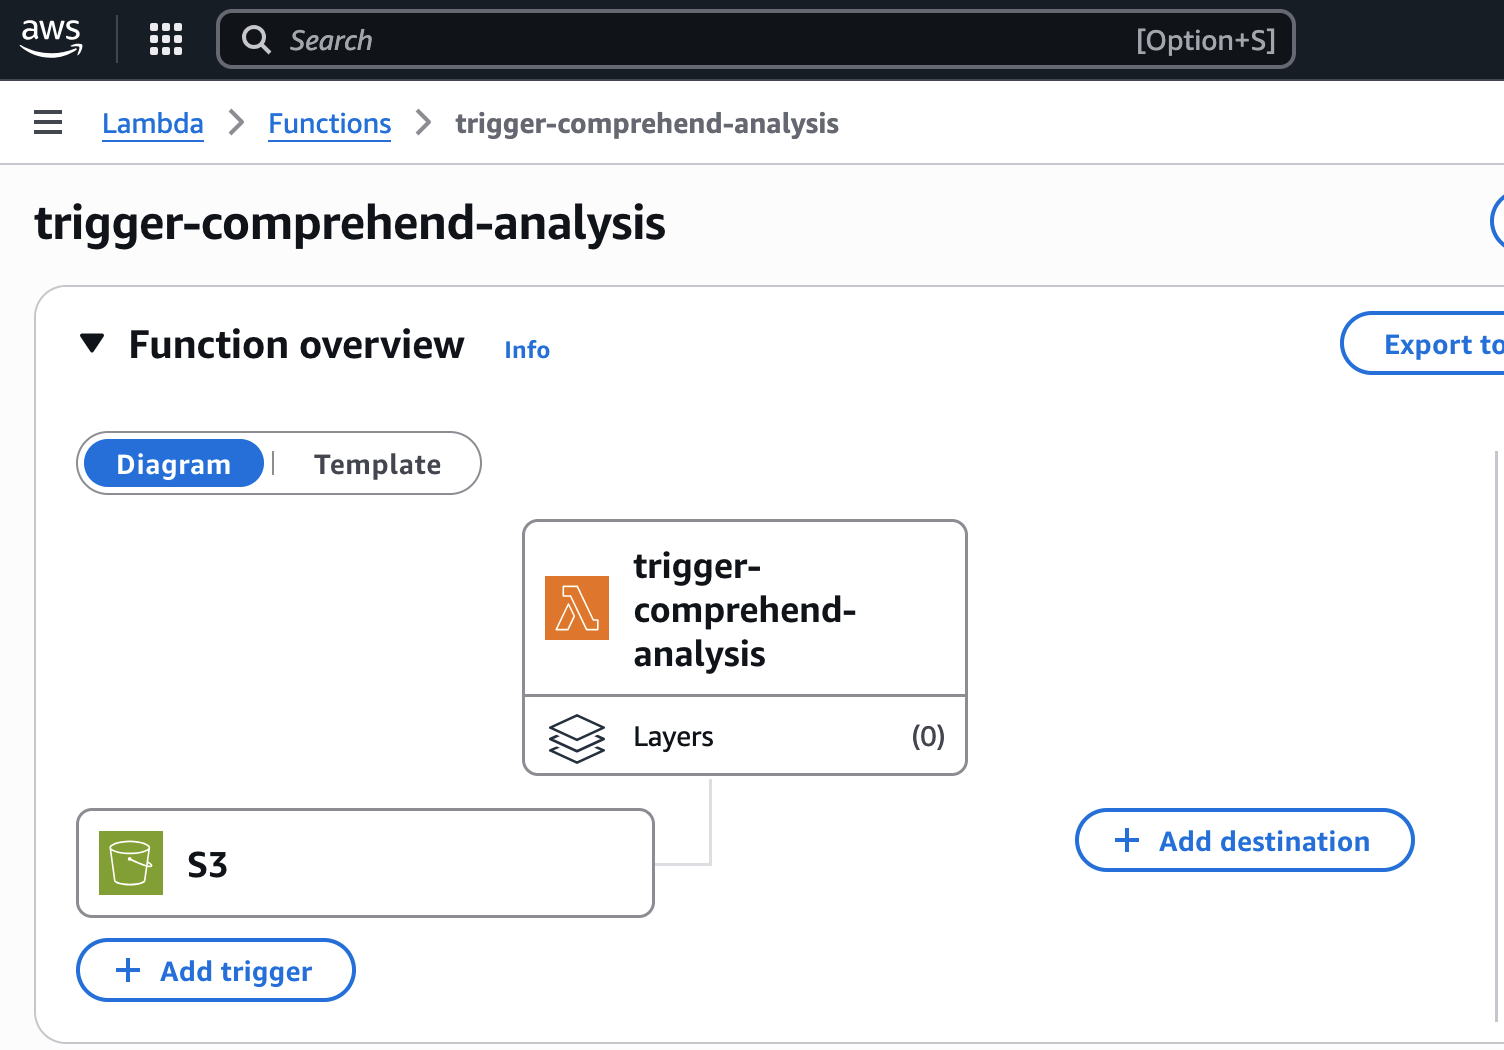 aws
Search [Option+S]
Lambda Functions trigger-comprehend-analysis
trigger-comprehend-analysis
Function overview Info
Export to
Diagram | Template
trigger-
comprehend-
analysis
Layers (0)
S3
+ Add destination
+ Add trigger